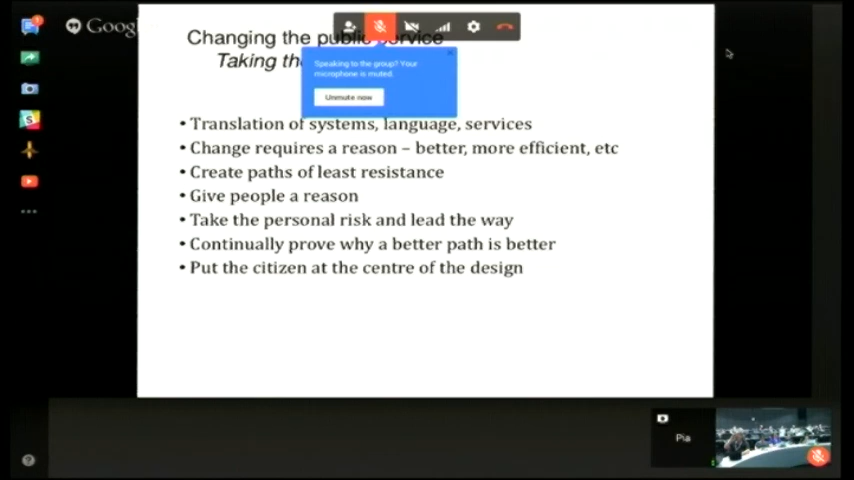 Google
Changing the public service
Taking the
Speaking to the group? Your
microphone is muted.
Unmute now
• Translation of systems, language, services
• Change requires a reason – better, more efficient, etc
• Create paths of least resistance
• Give people a reason
• Take the personal risk and lead the way
• Continually prove why a better path is better
• Put the citizen at the centre of the design
Pia